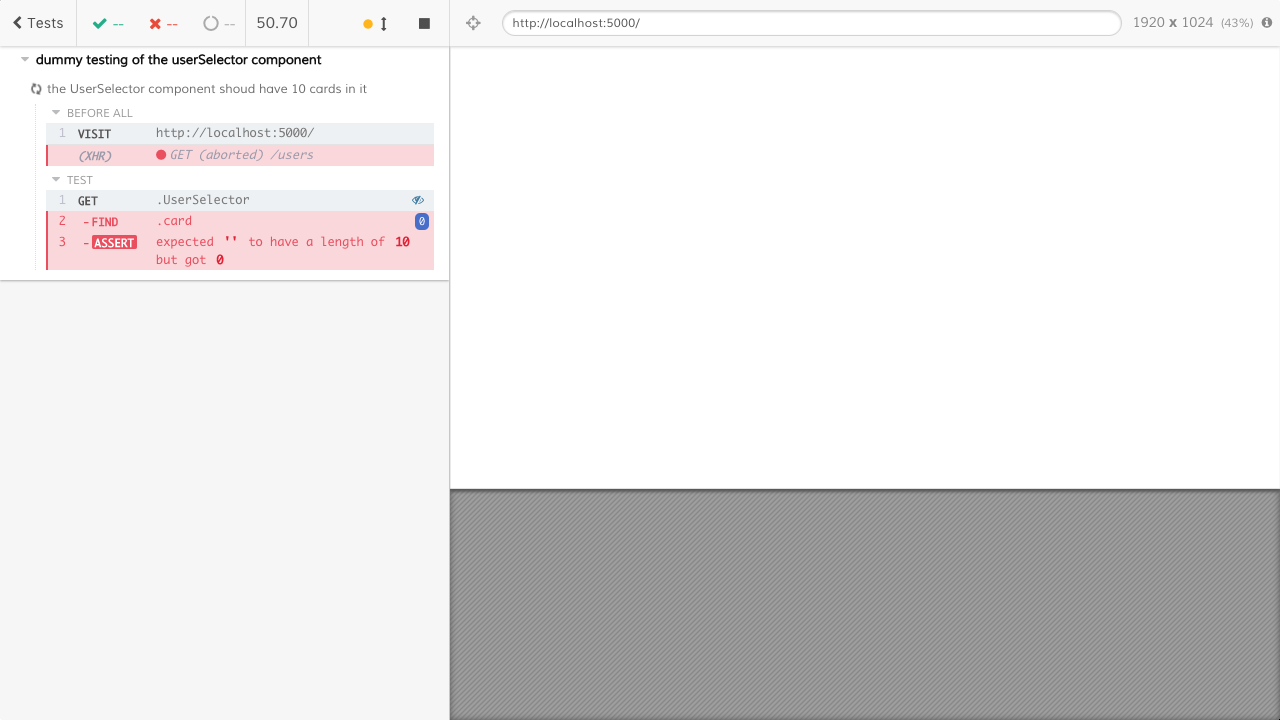 Tests -- -- -- 50.70 http://localhost:5000/ 1920 x 1024 (43%)
dummy testing of the userSelector component
the UserSelector component shoud have 10 cards in it
BEFORE ALL
1 VISIT http://localhost:5000/
(XHR) GET (aborted) /users
TEST
1 GET .UserSelector
2 -FIND .card 0
3 -ASSERT expected '' to have a length of 10
but got 0